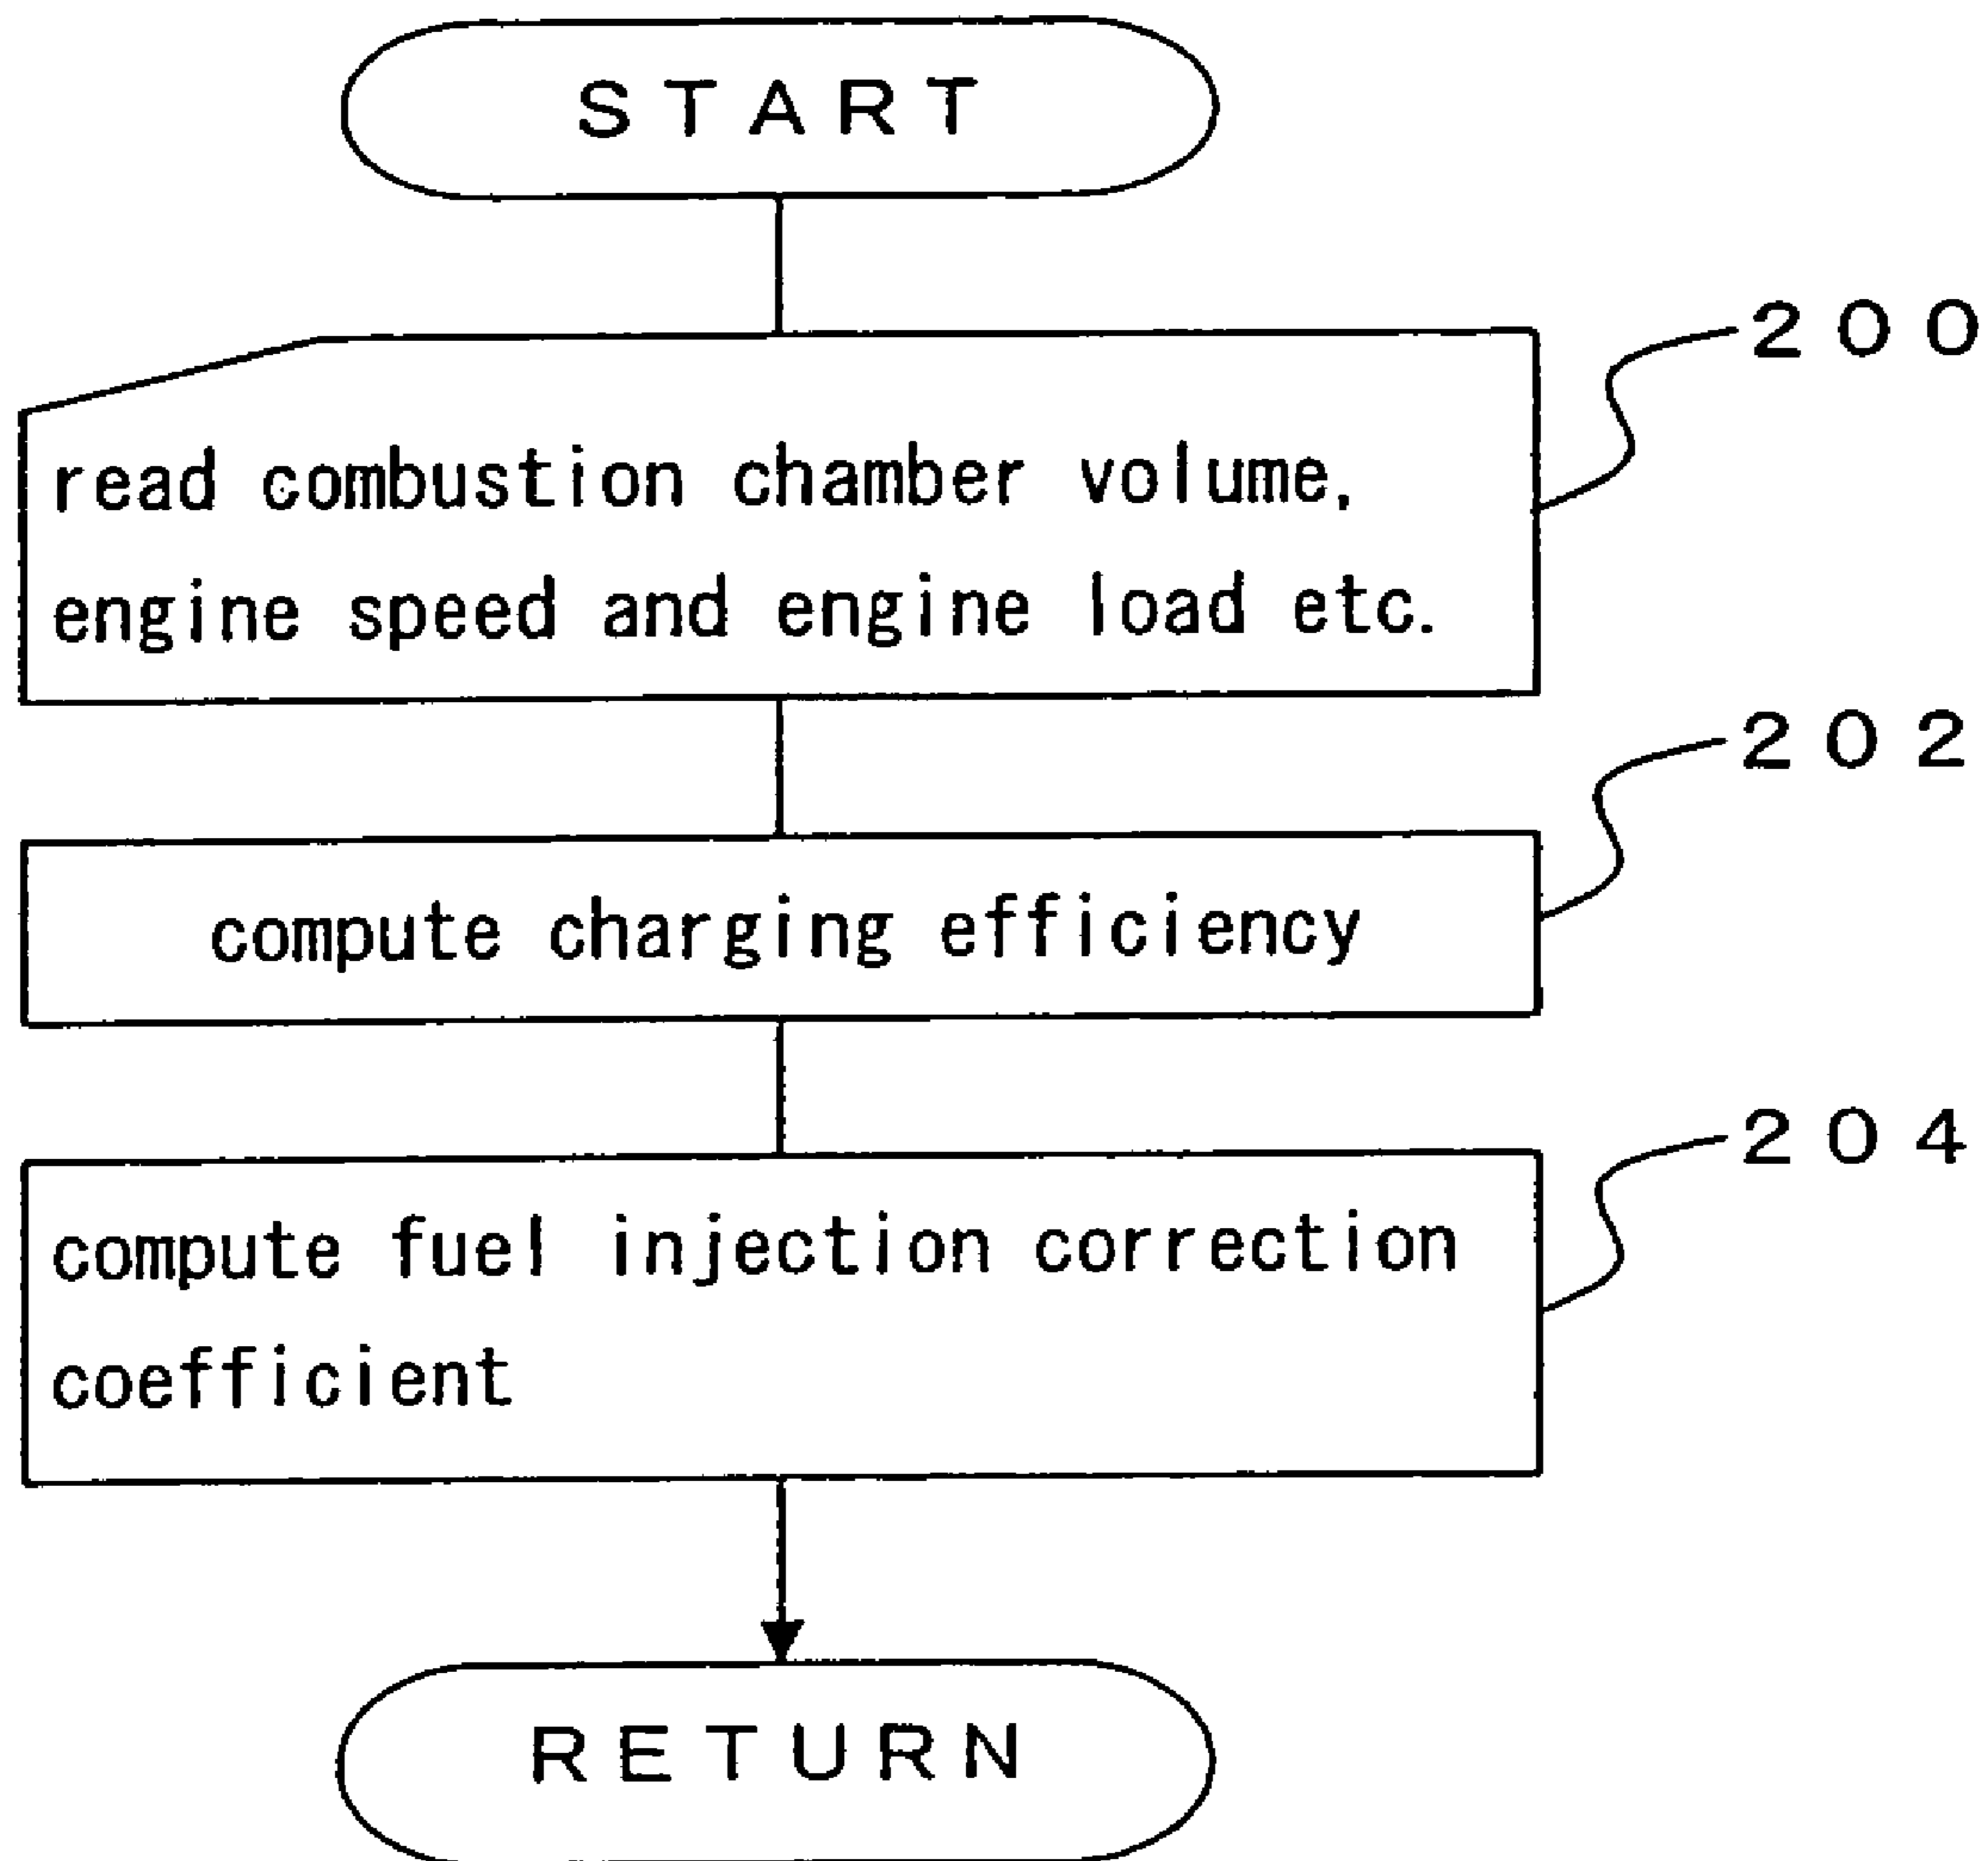 START
200
read combustion chamber volume,
engine speed and engine load etc.
202
compute charging efficiency
204
compute fuel injection correction
coefficient
RETURN